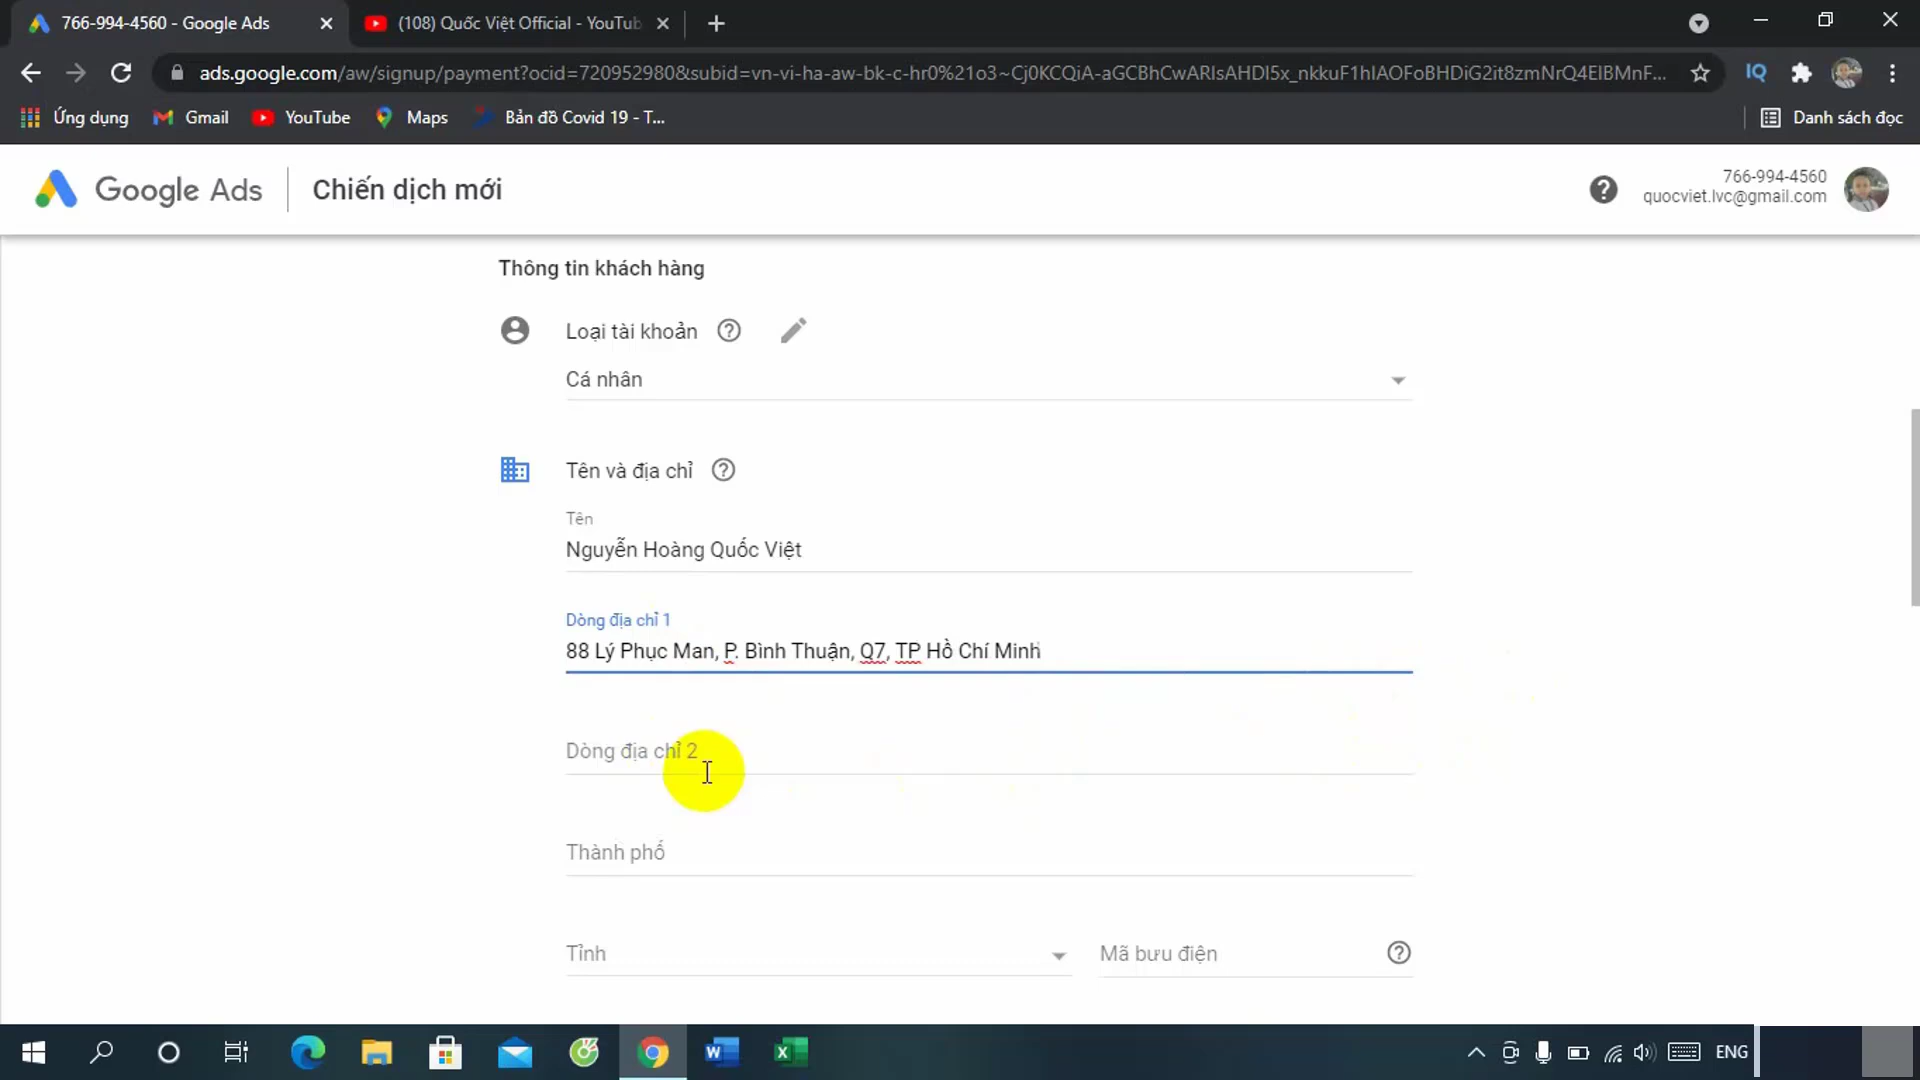 766-994-4560 - Google Ads
(108) Quốc Việt Official - YouTub
ads.google.com/aw/signup/payment?ocid=720952980&subid=vn-vi-ha-aw-bk-c-hr0%21o3~Cj0KCQiA-aGCBhCwARIsAHDl5x_nkkuF1hIAOFoBHDiG2it8zmNrQ4ElBMnF...
IQ
Ứng dụng
Gmail
YouTube
Maps
Bản đồ Covid 19 - T...
Danh sách đọc
Google Ads
Chiến dịch mới
766-994-4560
quocviet.lvc@gmail.com
Thông tin khách hàng
Loại tài khoản
Cá nhân
Tên và địa chỉ
Tên
Nguyễn Hoàng Quốc Việt
Dòng địa chỉ 1
88 Lý Phục Man, P. Bình Thuận, Q7, TP Hồ Chí Minh
Dòng địa chỉ 2
Thành phố
Tỉnh
Mã bưu điện
ENG